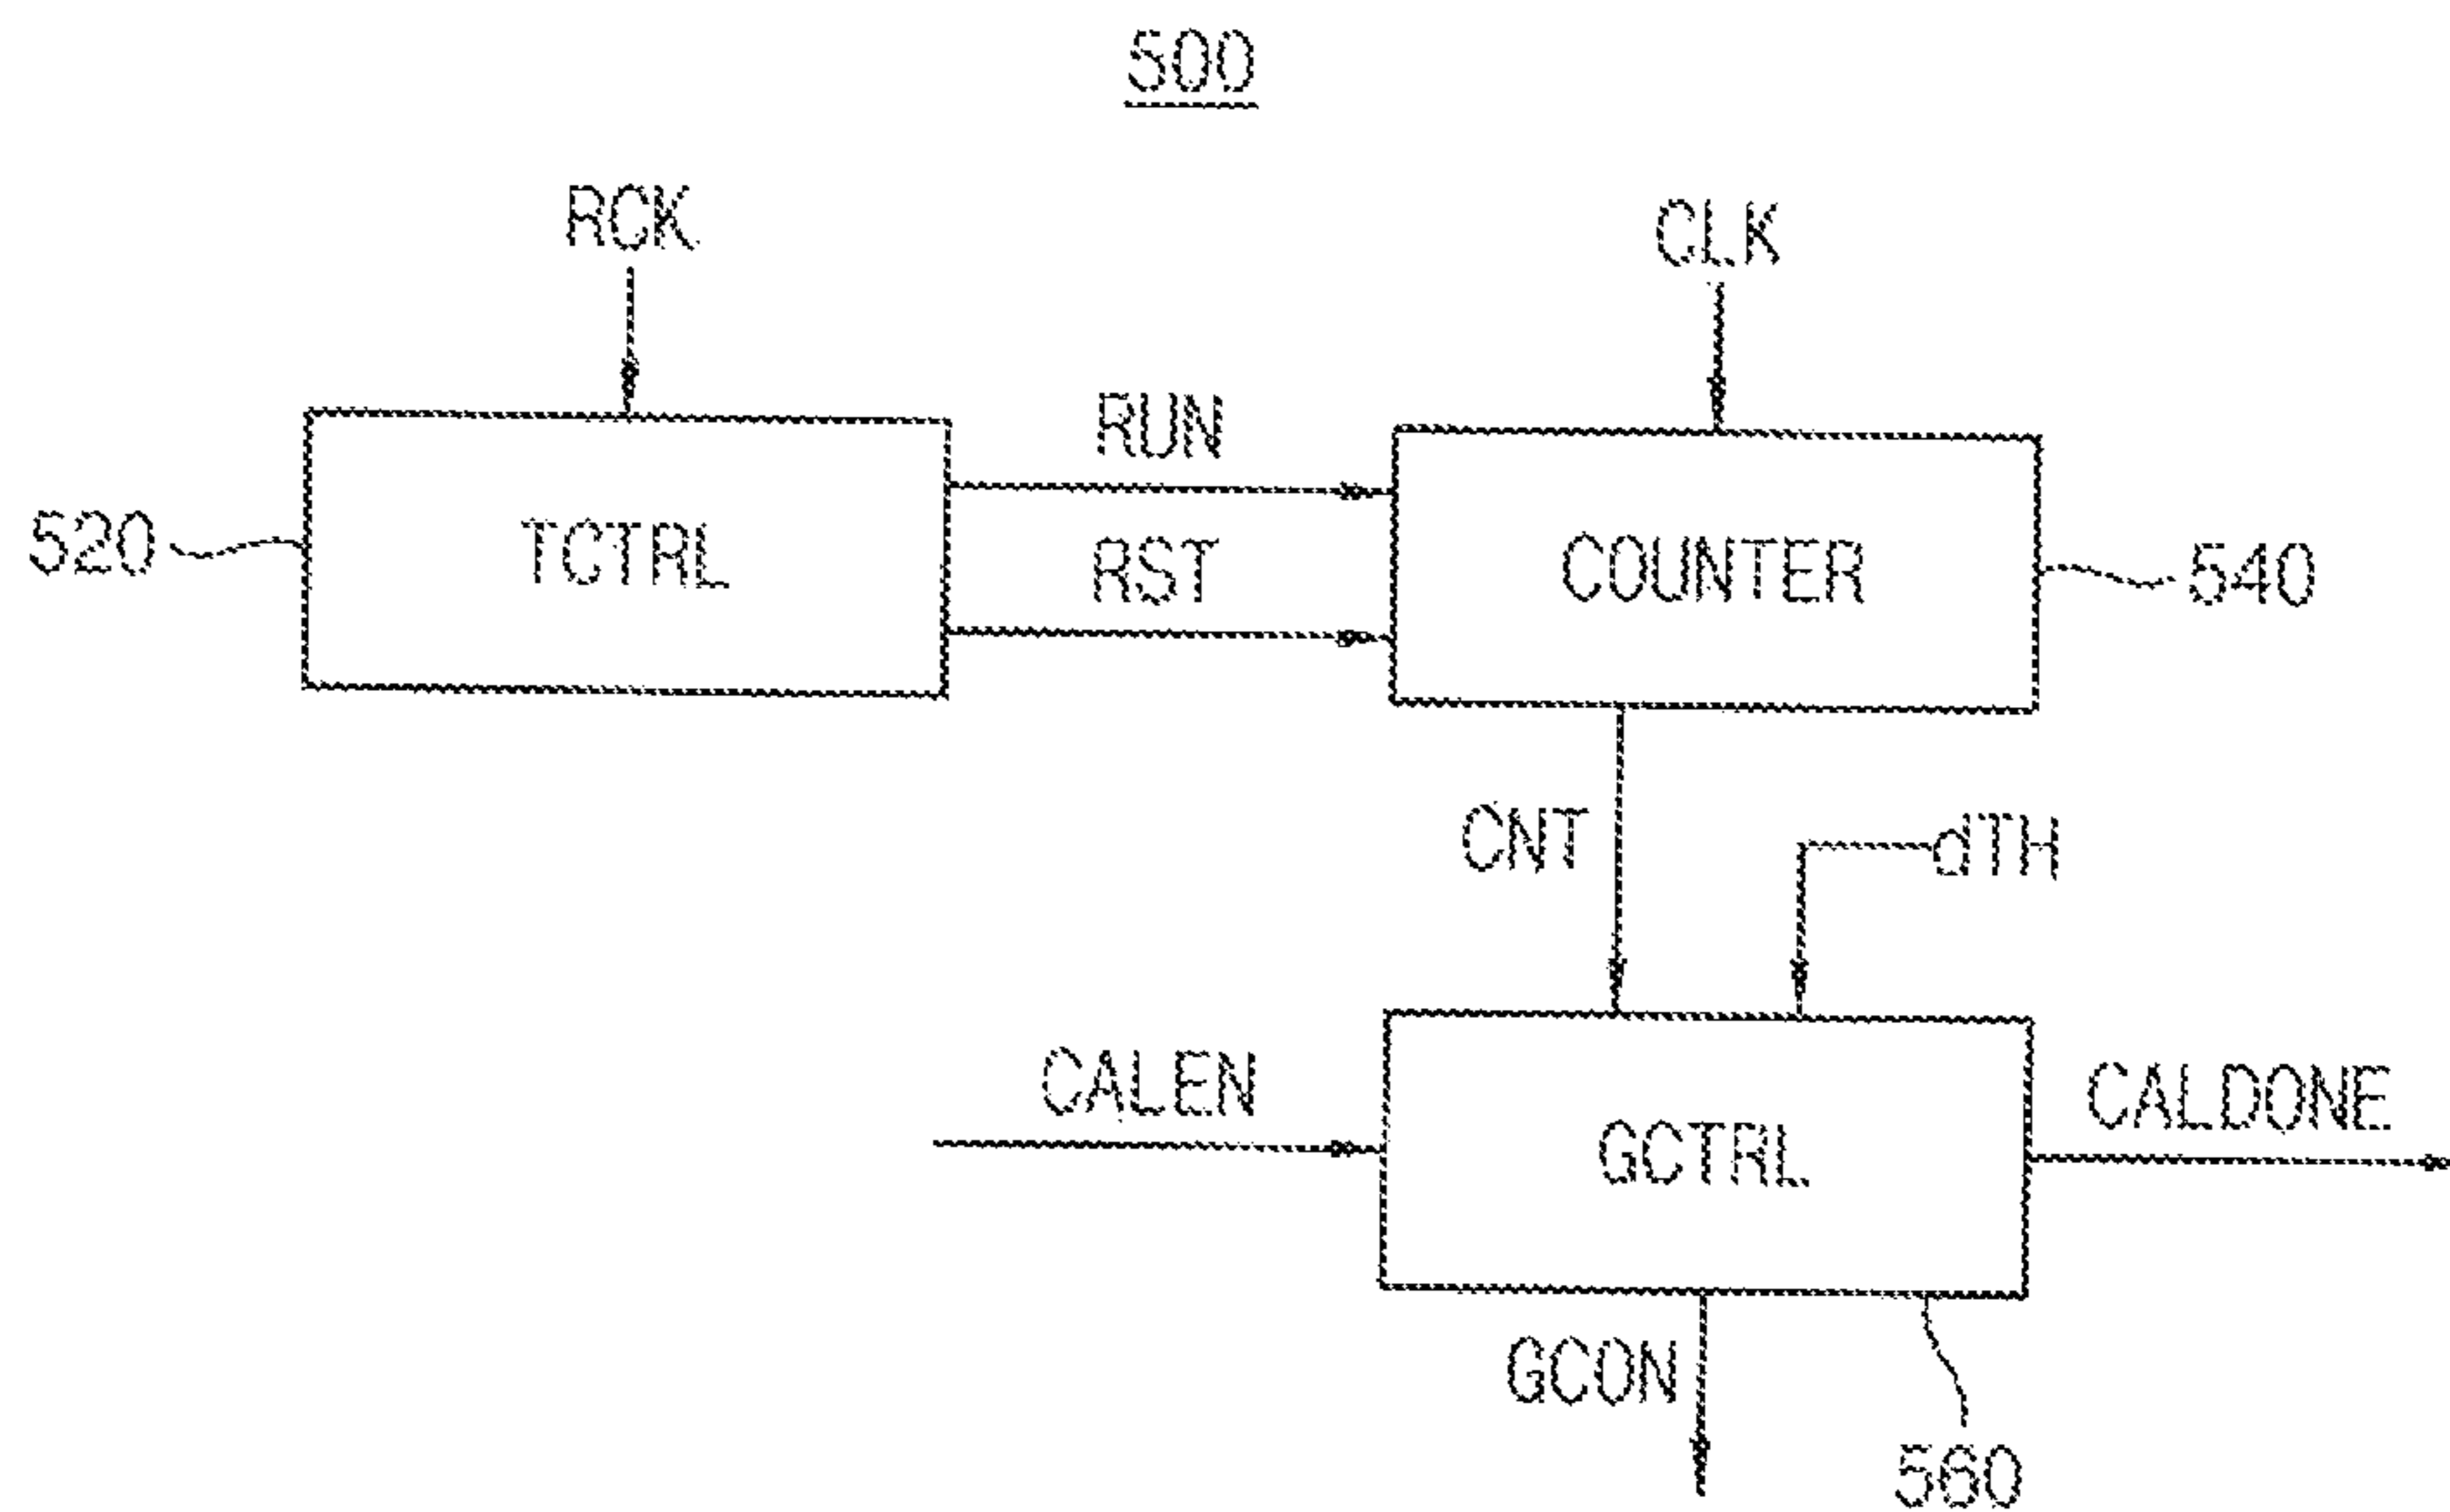 500
RCK
CLK
RUN
520
TCTRL
RST
COUNTER
540
CNT
dTH
CALEN
GCTRL
CALDONE
GCON
560